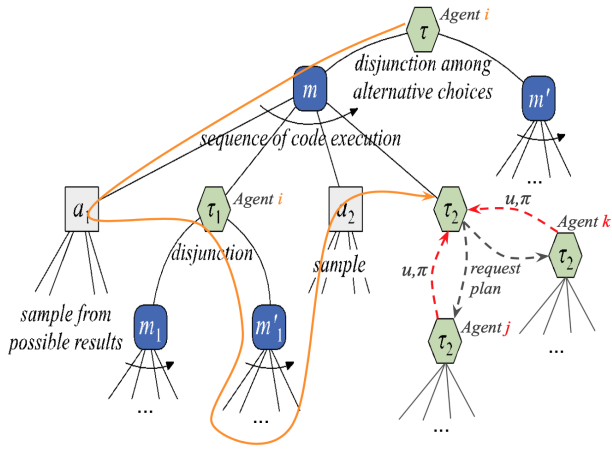 Agent i
τ
disjunction among
alternative choices
m
m'
sequence of code execution
...
a1
τ1
Agent i
a2
τ2
u,π
Agent k
τ2
disjunction
sample
u,π
request
plan
sample from
possible results
m1
m'1
τ2
Agent j
...
...
...
...